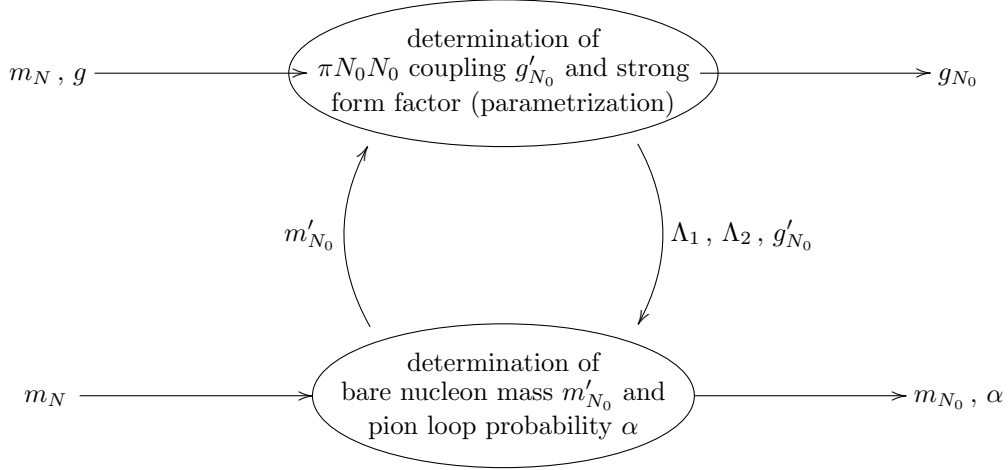 determination of
m_N , g
πN_0N_0 coupling g′_{N_0} and strong
g_{N_0}
form factor (parametrization)
m′_{N_0}
Λ_1 , Λ_2 , g′_{N_0}
determination of
m_N
bare nucleon mass m′_{N_0} and
m_{N_0} , α
pion loop probability α